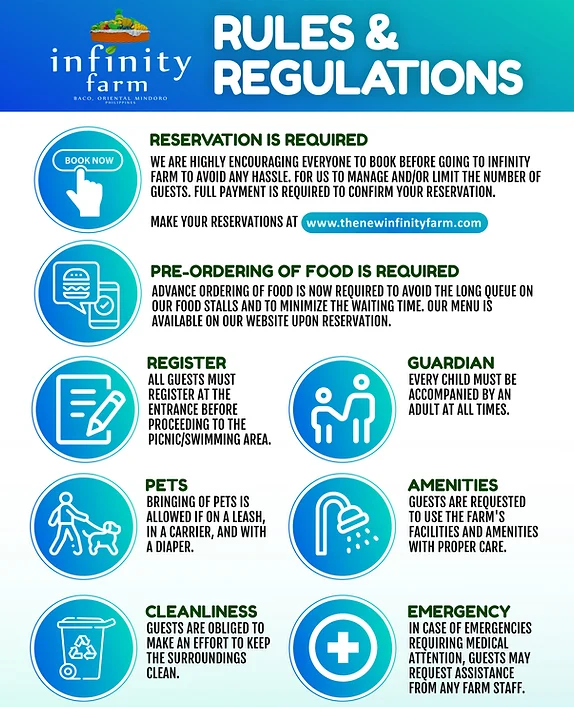 infinity
farm
BACO, ORIENTAL MINDORO
PHILIPPINES
RULES &
REGULATIONS
BOOK NOW
RESERVATION IS REQUIRED
WE ARE HIGHLY ENCOURAGING EVERYONE TO BOOK BEFORE GOING TO INFINITY
FARM TO AVOID ANY HASSLE. FOR US TO MANAGE AND/OR LIMIT THE NUMBER OF
GUESTS. FULL PAYMENT IS REQUIRED TO CONFIRM YOUR RESERVATION.
MAKE YOUR RESERVATIONS AT www.thenewinfinityfarm.com
PRE-ORDERING OF FOOD IS REQUIRED
ADVANCE ORDERING OF FOOD IS NOW REQUIRED TO AVOID THE LONG QUEUE ON
OUR FOOD STALLS AND TO MINIMIZE THE WAITING TIME. OUR MENU IS
AVAILABLE ON OUR WEBSITE UPON RESERVATION.
REGISTER
ALL GUESTS MUST
REGISTER AT THE
ENTRANCE BEFORE
PROCEEDING TO THE
PICNIC/SWIMMING AREA.
GUARDIAN
EVERY CHILD MUST BE
ACCOMPANIED BY AN
ADULT AT ALL TIMES.
PETS
BRINGING OF PETS IS
ALLOWED IF ON A LEASH,
IN A CARRIER, AND WITH
A DIAPER.
AMENITIES
GUESTS ARE REQUESTED
TO USE THE FARM'S
FACILITIES AND AMENITIES
WITH PROPER CARE.
CLEANLINESS
GUESTS ARE OBLIGED TO
MAKE AN EFFORT TO KEEP
THE SURROUNDINGS
CLEAN.
EMERGENCY
IN CASE OF EMERGENCIES
REQUIRING MEDICAL
ATTENTION, GUESTS MAY
REQUEST ASSISTANCE
FROM ANY FARM STAFF.